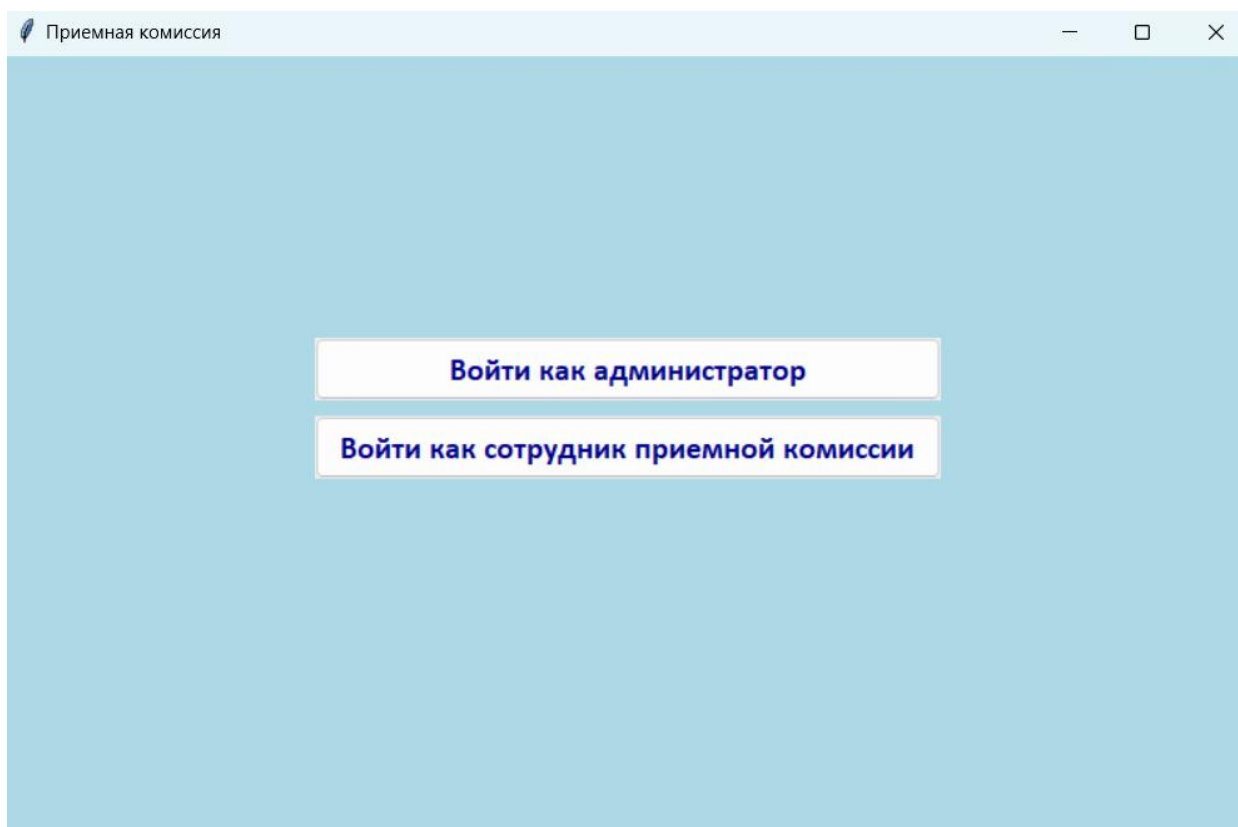 Приемная комиссия
Войти как администратор
Войти как сотрудник приемной комиссии